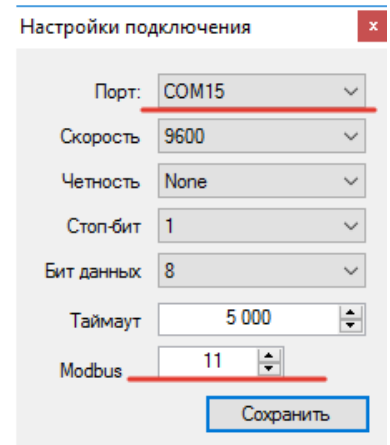 Настройки подключения x
Порт: COM15
Скорость 9600
Четность None
Стоп-бит 1
Бит данных 8
Таймаут 5 000
Modbus 11
Сохранить